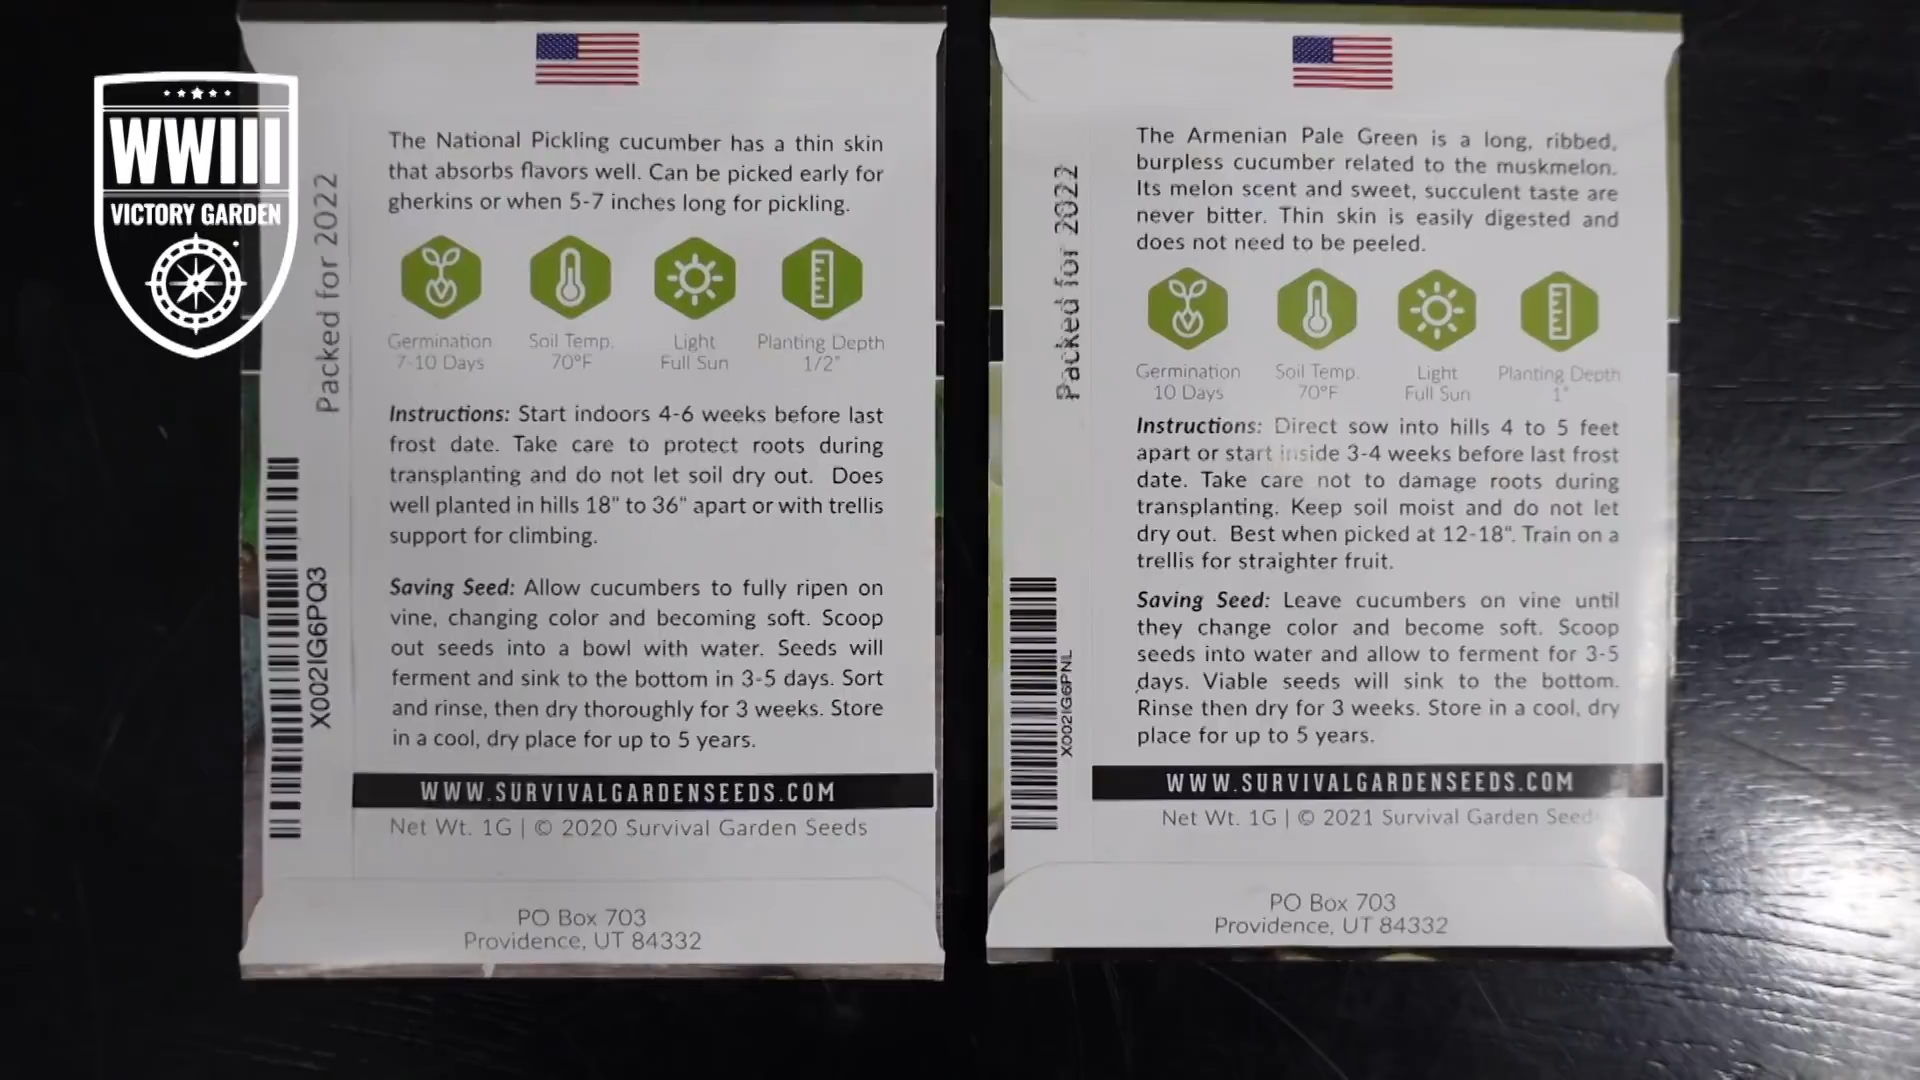 WWIII
VICTORY GARDEN
Packed for 2022
X002IG6PQ3
The National Pickling cucumber has a thin skin
that absorbs flavors well. Can be picked early for
gherkins or when 5-7 inches long for pickling.
Germination
7-10 Days
Soil Temp.
70°F
Light
Full Sun
Planting Depth
1/2"
Instructions: Start indoors 4-6 weeks before last
frost date. Take care to protect roots during
transplanting and do not let soil dry out. Does
well planted in hills 18" to 36" apart or with trellis
support for climbing.
Saving Seed: Allow cucumbers to fully ripen on
vine, changing color and becoming soft. Scoop
out seeds into a bowl with water. Seeds will
ferment and sink to the bottom in 3-5 days. Sort
and rinse, then dry thoroughly for 3 weeks. Store
in a cool, dry place for up to 5 years.
WWW.SURVIVALGARDENSEEDS.COM
Net Wt. 1G | © 2020 Survival Garden Seeds
PO Box 703
Providence, UT 84332
Packed for 2022
X002IG6PNL
The Armenian Pale Green is a long, ribbed,
burpless cucumber related to the muskmelon.
Its melon scent and sweet, succulent taste are
never bitter. Thin skin is easily digested and
does not need to be peeled.
Germination
10 Days
Soil Temp.
70°F
Light
Full Sun
Planting Depth
1"
Instructions: Direct sow into hills 4 to 5 feet
apart or start inside 3-4 weeks before last frost
date. Take care not to damage roots during
transplanting. Keep soil moist and do not let
dry out. Best when picked at 12-18". Train on a
trellis for straighter fruit.
Saving Seed: Leave cucumbers on vine until
they change color and become soft. Scoop
seeds into water and allow to ferment for 3-5
days. Viable seeds will sink to the bottom.
Rinse then dry for 3 weeks. Store in a cool, dry
place for up to 5 years.
WWW.SURVIVALGARDENSEEDS.COM
Net Wt. 1G | © 2021 Survival Garden Seeds
PO Box 703
Providence, UT 84332